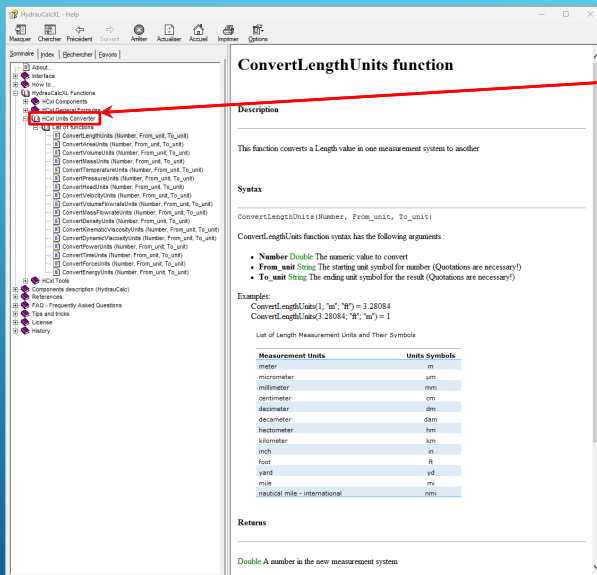 HydrauCalcXL - Help
Masquer Chercher Précédent Suivant Arrêter Actualiser Accueil Imprimer Options
Sommaire Index Rechercher Favoris
About...
Interface
How to...
HydrauCalcXL Functions
HCxl Components
HCxl General Formulas
HCxl Units Converter
List of functions
ConvertLengthUnits (Number, From_unit, To_unit)
ConvertAreaUnits (Number, From_unit, To_unit)
ConvertVolumeUnits (Number, From_unit, To_unit)
ConvertMassUnits (Number, From_unit, To_unit)
ConvertTemperatureUnits (Number, From_unit, To_unit)
ConvertPressureUnits (Number, From_unit, To_unit)
ConvertHeadUnits (Number, From_unit, To_unit)
ConvertVelocityUnits (Number, From_unit, To_unit)
ConvertVolumeFlowrateUnits (Number, From_unit, To_unit)
ConvertMassFlowrateUnits (Number, From_unit, To_unit)
ConvertDensityUnits (Number, From_unit, To_unit)
ConvertKinematicViscosityUnits (Number, From_unit, To_unit)
ConvertDynamicViscosityUnits (Number, From_unit, To_unit)
ConvertPowerUnits (Number, From_unit, To_unit)
ConvertTimeUnits (Number, From_unit, To_unit)
ConvertForceUnits (Number, From_unit, To_unit)
ConvertEnergyUnits (Number, From_unit, To_unit)
HCxl Tools
Components description (HydrauCalc)
References
FAQ - Frequently Asked Questions
Tips and tricks
License
History
ConvertLengthUnits function
Description
This function converts a Length value in one measurement system to another
Syntax
ConvertLengthUnits(Number, From_unit, To_unit)
ConvertLengthUnits function syntax has the following arguments :
Number Double The numeric value to convert
From_unit String The starting unit symbol for number (Quotations are necessary!)
To_unit String The ending unit symbol for the result (Quotations are necessary!)
Examples:
ConvertLengthUnits(1; "m"; "ft") = 3.28084
ConvertLengthUnits(3.28084; "ft"; "m") = 1
List of Length Measurement Units and Their Symbols
Measurement Units Units Symbols
meter m
micrometer µm
millimeter mm
centimeter cm
decimeter dm
decameter dam
hectometer hm
kilometer km
inch in
foot ft
yard yd
mile mi
nautical mile - international nmi
Returns
Double A number in the new measurement system